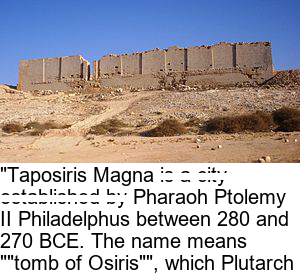 "Taposiris Magna is a city
established by Pharaoh Ptolemy
II Philadelphus between 280 and
270 BCE. The name means
""tomb of Osiris"", which Plutarch